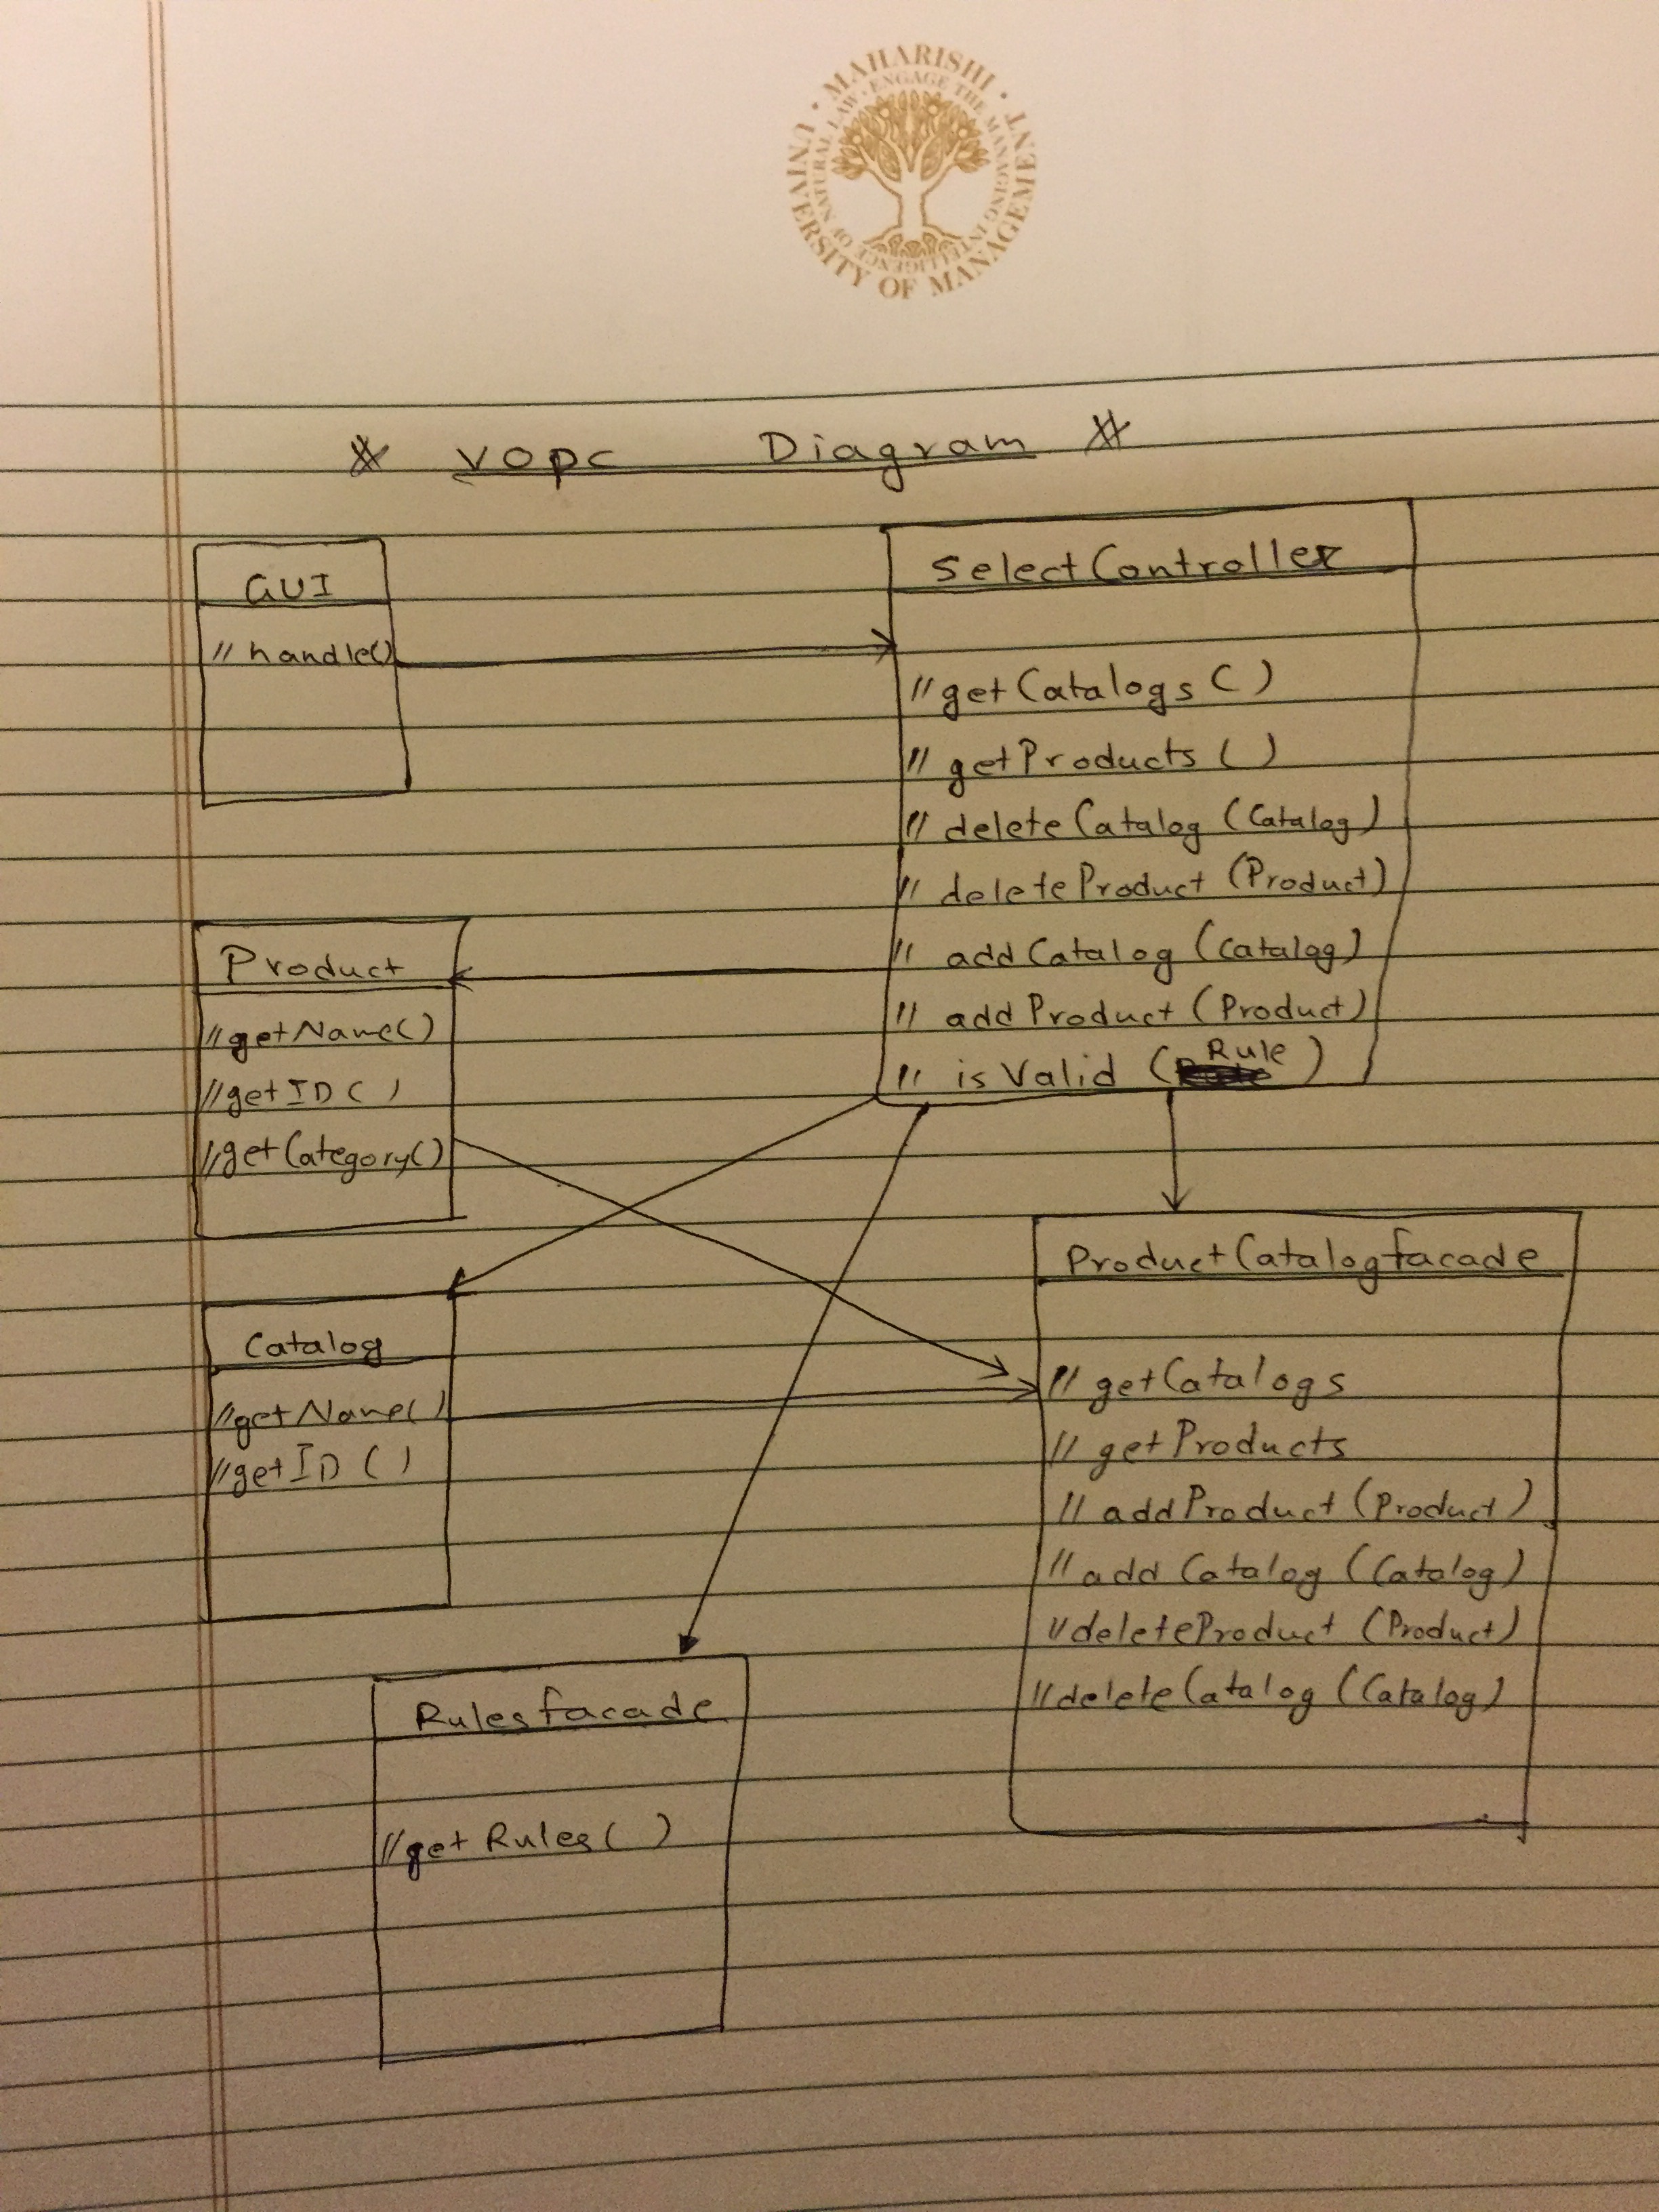 MAHARISHI UNIVERSITY OF MANAGEMENT
ENGAGE THE MANAGING INTELLIGENCE OF NATURAL LAW
VOPC Diagram
GUI
// handle()
SelectController
// getCatalogs ( )
// getProducts ( )
// deleteCatalog (Catalog)
// deleteProduct (Product)
// addCatalog (Catalog)
// addProduct (Product)
// isValid (Rule)
Product
// getName()
// getID ( )
// getCategory()
Catalog
// getName()
// getID ( )
ProductCatalogfacade
// getCatalogs
// getProducts
// addProduct (Product)
// addCatalog (Catalog)
// deleteProduct (Product)
// deleteCatalog (Catalog)
Rulesfacade
// getRules ( )